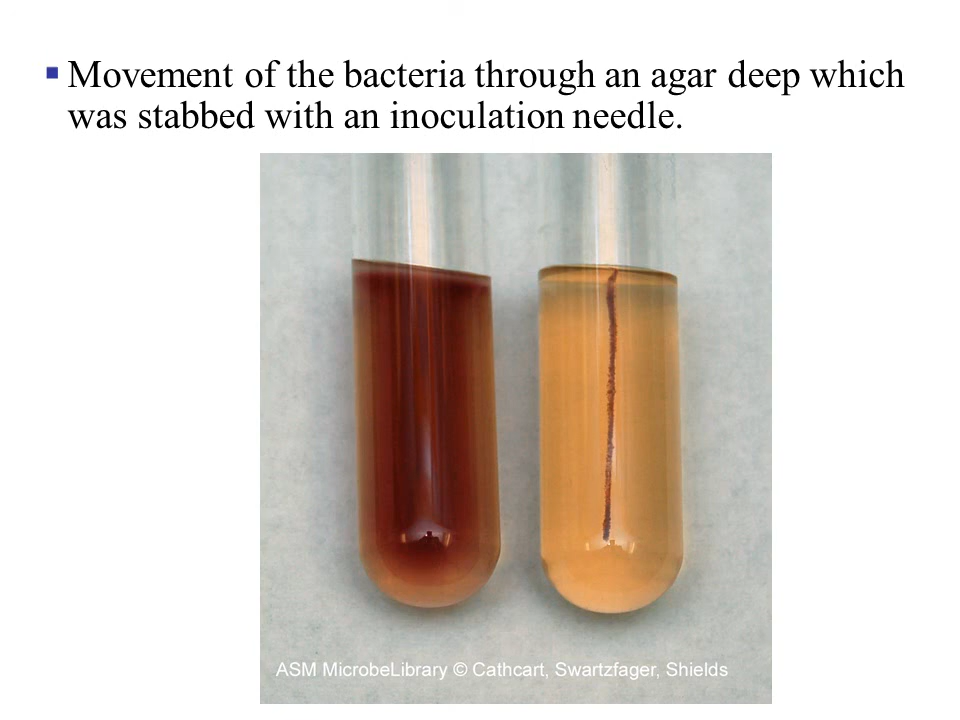 Movement of the bacteria through an agar deep which
was stabbed with an inoculation needle.
ASM MicrobeLibrary © Cathcart, Swartzfager, Shields